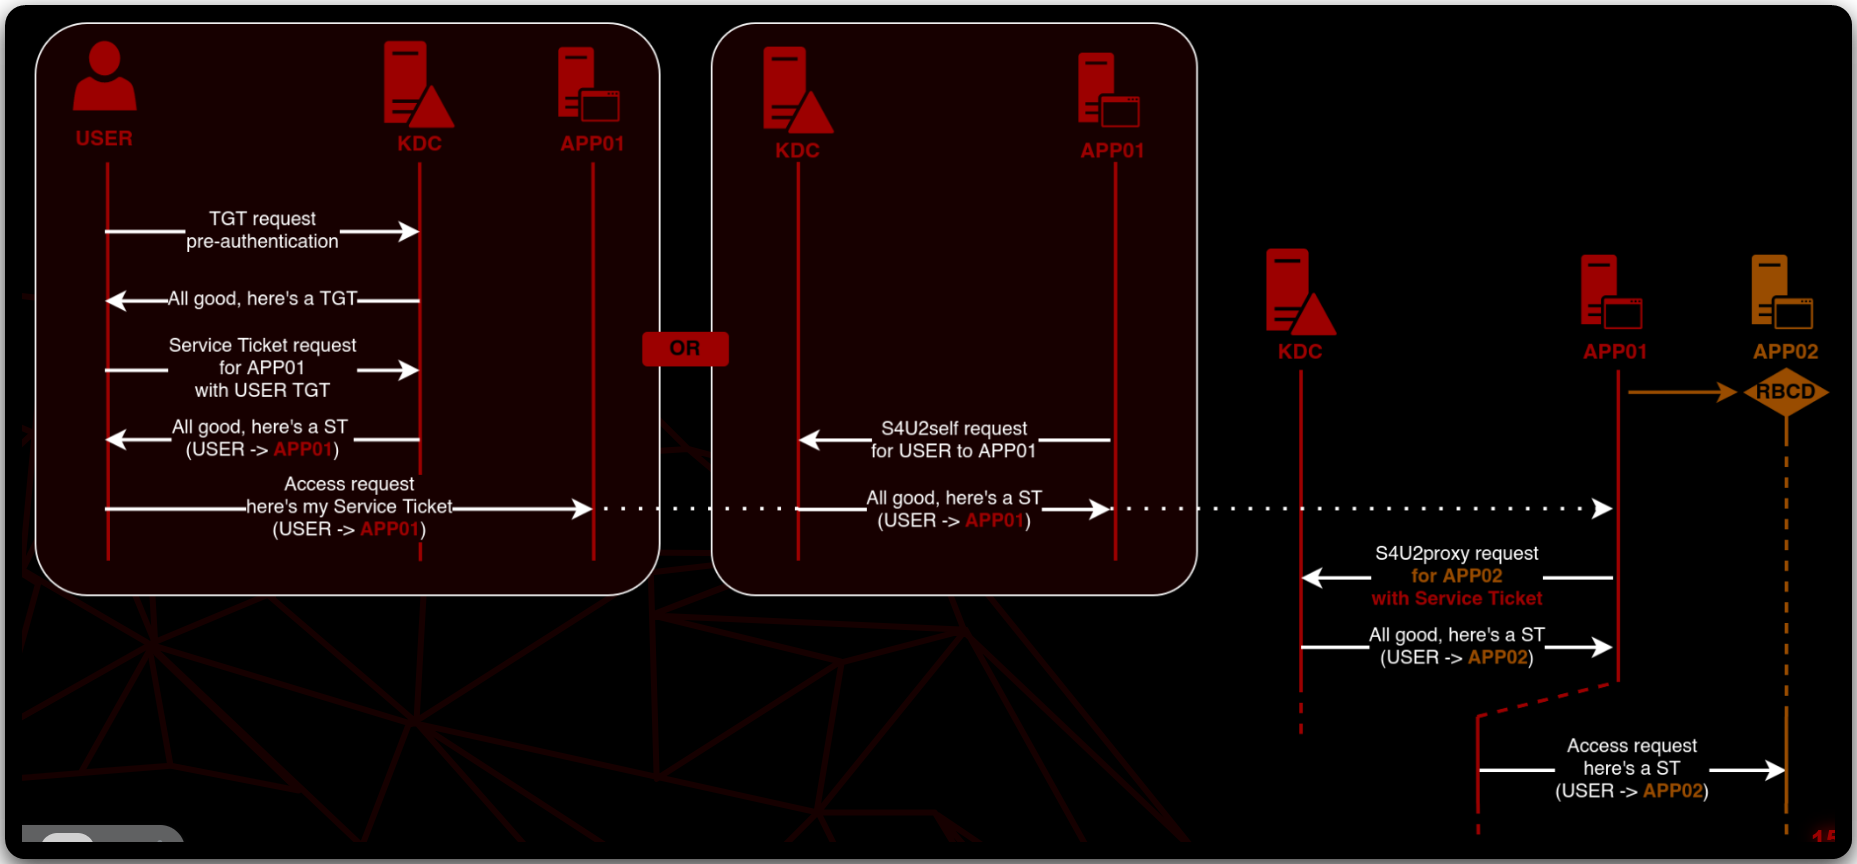 USER
KDC
APP01
TGT request
pre-authentication
All good, here's a TGT
Service Ticket request
for APP01
with USER TGT
All good, here's a ST
(USER -> APP01)
Access request
here's my Service Ticket
(USER -> APP01)
OR
KDC
APP01
S4U2self request
for USER to APP01
All good, here's a ST
(USER -> APP01)
KDC
APP01
APP02
RBCD
S4U2proxy request
for APP02
with Service Ticket
All good, here's a ST
(USER -> APP02)
Access request
here's a ST
(USER -> APP02)